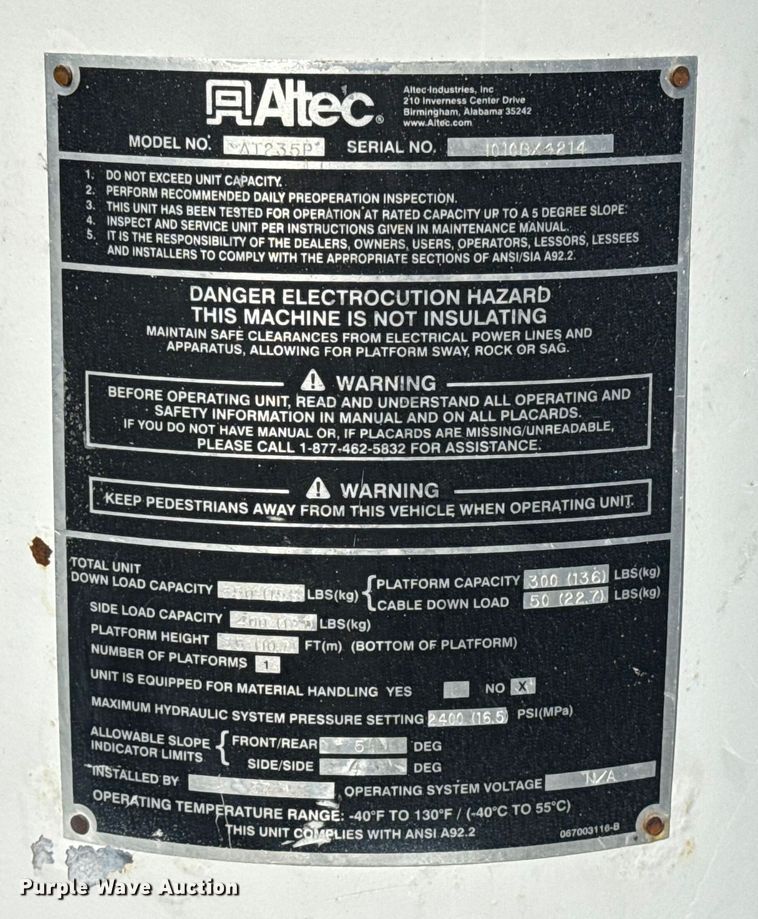 Altec®
Altec Industries, Inc
210 Inverness Center Drive
Birmingham, Alabama 35242
www.Altec.com
MODEL NO. AT235P SERIAL NO.
1. DO NOT EXCEED UNIT CAPACITY.
2. PERFORM RECOMMENDED DAILY PREOPERATION INSPECTION.
3. THIS UNIT HAS BEEN TESTED FOR OPERATION AT RATED CAPACITY UP TO A 5 DEGREE SLOPE.
4. INSPECT AND SERVICE UNIT PER INSTRUCTIONS GIVEN IN MAINTENANCE MANUAL.
5. IT IS THE RESPONSIBILITY OF THE DEALERS, OWNERS, USERS, OPERATORS, LESSORS, LESSEES
AND INSTALLERS TO COMPLY WITH THE APPROPRIATE SECTIONS OF ANSI/SIA A92.2.
DANGER ELECTROCUTION HAZARD
THIS MACHINE IS NOT INSULATING
MAINTAIN SAFE CLEARANCES FROM ELECTRICAL POWER LINES AND
APPARATUS, ALLOWING FOR PLATFORM SWAY, ROCK OR SAG.
WARNING
BEFORE OPERATING UNIT, READ AND UNDERSTAND ALL OPERATING AND
SAFETY INFORMATION IN MANUAL AND ON ALL PLACARDS.
IF YOU DO NOT HAVE MANUAL OR, IF PLACARDS ARE MISSING/UNREADABLE,
PLEASE CALL 1-877-462-5832 FOR ASSISTANCE.
WARNING
KEEP PEDESTRIANS AWAY FROM THIS VEHICLE WHEN OPERATING UNIT.
TOTAL UNIT
DOWN LOAD CAPACITY LBS(kg) PLATFORM CAPACITY 300 (136) LBS(kg)
CABLE DOWN LOAD 50 (22.7) LBS(kg)
SIDE LOAD CAPACITY LBS(kg)
PLATFORM HEIGHT FT(m) (BOTTOM OF PLATFORM)
NUMBER OF PLATFORMS 1
UNIT IS EQUIPPED FOR MATERIAL HANDLING YES NO X
MAXIMUM HYDRAULIC SYSTEM PRESSURE SETTING 2400 (16.5) PSI(MPa)
ALLOWABLE SLOPE
INDICATOR LIMITS
FRONT/REAR 5 DEG
SIDE/SIDE DEG
INSTALLED BY OPERATING SYSTEM VOLTAGE N/A
OPERATING TEMPERATURE RANGE: -40°F TO 130°F / (-40°C TO 55°C)
THIS UNIT COMPLIES WITH ANSI A92.2
067003116-B
Purple Wave Auction